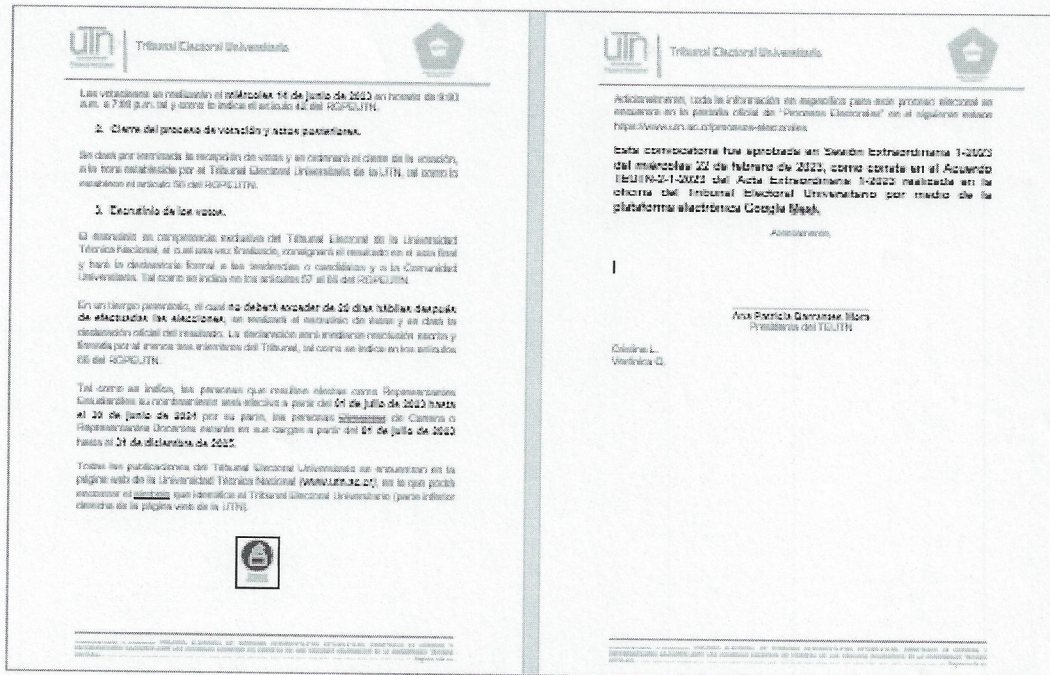 UTN
Tribunal Electoral Universitario
Las votaciones se realizarán el miércoles 14 de junio de 2023 en horario de 9:00
a.m. a 7:00 p.m. tal y como lo indica el artículo 42 del RGPEUTN.
2. Cierre del proceso de votación y actos posteriores.
Se dará por terminada la recepción de votos y se ordenará el cierre de la votación,
a la hora establecida por el Tribunal Electoral Universitario de la UTN, tal como lo
establece el artículo del RGPEUTN.
3. Escrutinio de los votos.
El escrutinio es competencia exclusiva del Tribunal Electoral de la Universidad
Técnica Nacional, el cual una vez finalizado, consignará el resultado en el acta final
y hará la declaratoria formal a las tendencias o candidatos y a la Comunidad
Universitaria. Tal como se indica en los artículos del RGPEUTN.
En un tiempo perentorio, el cual no deberá exceder de 20 días hábiles después
de efectuadas las elecciones, se realizará el escrutinio de éstas y se dará la
declaración oficial del resultado. La declaración será mediante resolución escrita y
firmada por al menos tres miembros del Tribunal, tal como se indica en los artículos
del RGPEUTN.
Tal como se indica, las personas que resulten electas como Representantes
Estudiantiles su nombramiento será efectivo a partir del 01 de julio de 2023 hasta
el 30 de junio de 2024 por su parte, las personas de Carrera o
Representantes Docentes estarán en sus cargos a partir del 01 de julio de 2023
hasta el 31 de diciembre de 2025.
Todas las publicaciones del Tribunal Electoral Universitario se encuentran en la
página web de la Universidad Técnica Nacional (www.utn.ac.cr), en la que podrá
encontrar el símbolo que identifica al Tribunal Electoral Universitario (parte inferior
derecha de la página web de la UTN).
UTN
Tribunal Electoral Universitario
Adicionalmente, toda la información en específico para este proceso electoral se
encuentra en la pestaña oficial de "Procesos Electorales" en el siguiente enlace
https://www.utn.ac.cr/procesos-electorales
Esta convocatoria fue aprobada en Sesión Extraordinaria 1-2023
del miércoles 22 de febrero de 2023, como consta en el Acuerdo
TEUTN-2-1-2023 del Acta Extraordinaria 1-2023 realizada en la
oficina del Tribunal Electoral Universitario por medio de la
plataforma electrónica Google Meet.
Atentamente,
Ana Patricia Barrantes Mora
Presidenta del TEUTN
Cristina L.
Verónica G.